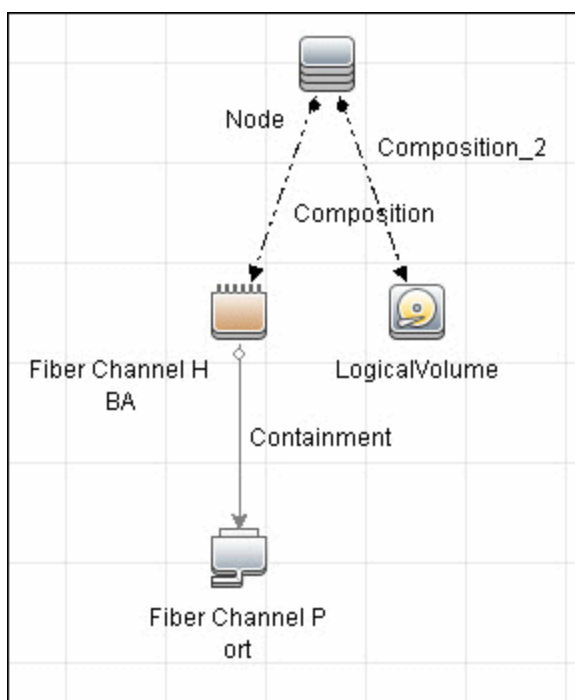 Node
Composition_2
Composition
Fiber Channel H
BA
LogicalVolume
Containment
Fiber Channel P
ort